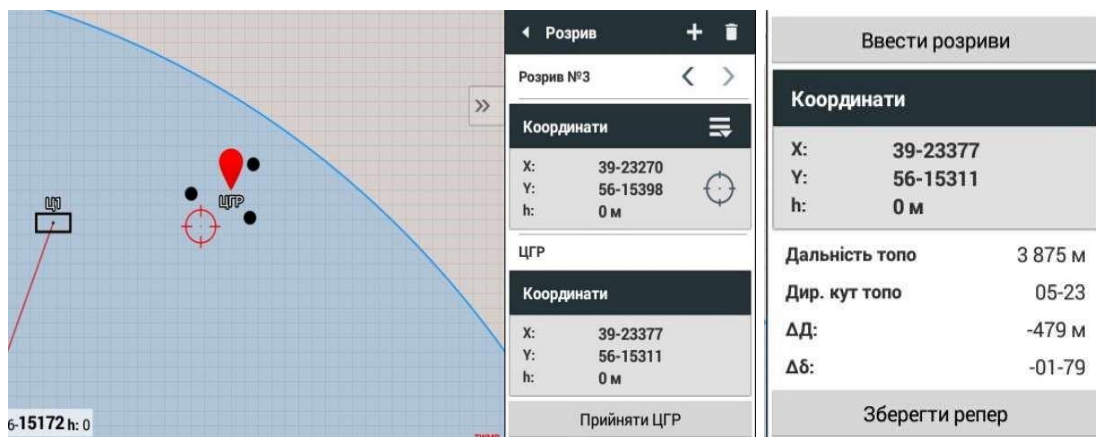 Ц1
ЦГР
6-15172 h: 0
Розрив
Розрив №3
Координати
X: 39-23270
Y: 56-15398
h: 0 м
ЦГР
Координати
X: 39-23377
Y: 56-15311
h: 0 м
Прийняти ЦГР
Ввести розриви
Координати
X: 39-23377
Y: 56-15311
h: 0 м
Дальність топо 3 875 м
Дир. кут топо 05-23
ΔД: -479 м
Δδ: -01-79
Зберегти репер